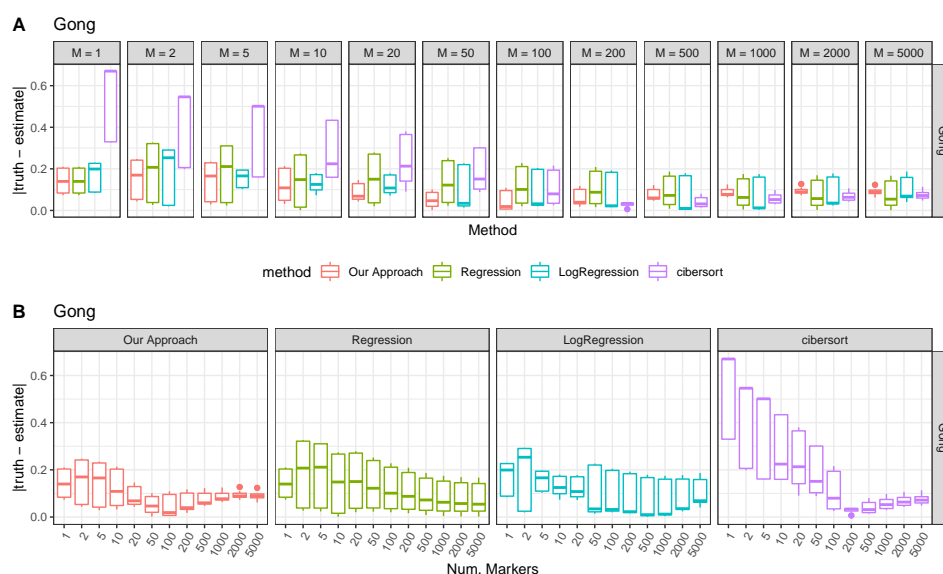 A Gong
M = 1 M = 2 M = 5 M = 10 M = 20 M = 50 M = 100 M = 200 M = 500 M = 1000 M = 2000 M = 5000
0.6
0.4
0.2
0.0
|truth − estimate|
Gong
Method
method Our Approach Regression LogRegression cibersort
B Gong
Our Approach Regression LogRegression cibersort
0.6
0.4
0.2
0.0
|truth − estimate|
Gong
1 2 5 10 20 50 100 200 500 1000 2000 5000 1 2 5 10 20 50 100 200 500 1000 2000 5000 1 2 5 10 20 50 100 200 500 1000 2000 5000 1 2 5 10 20 50 100 200 500 1000 2000 5000
Num. Markers